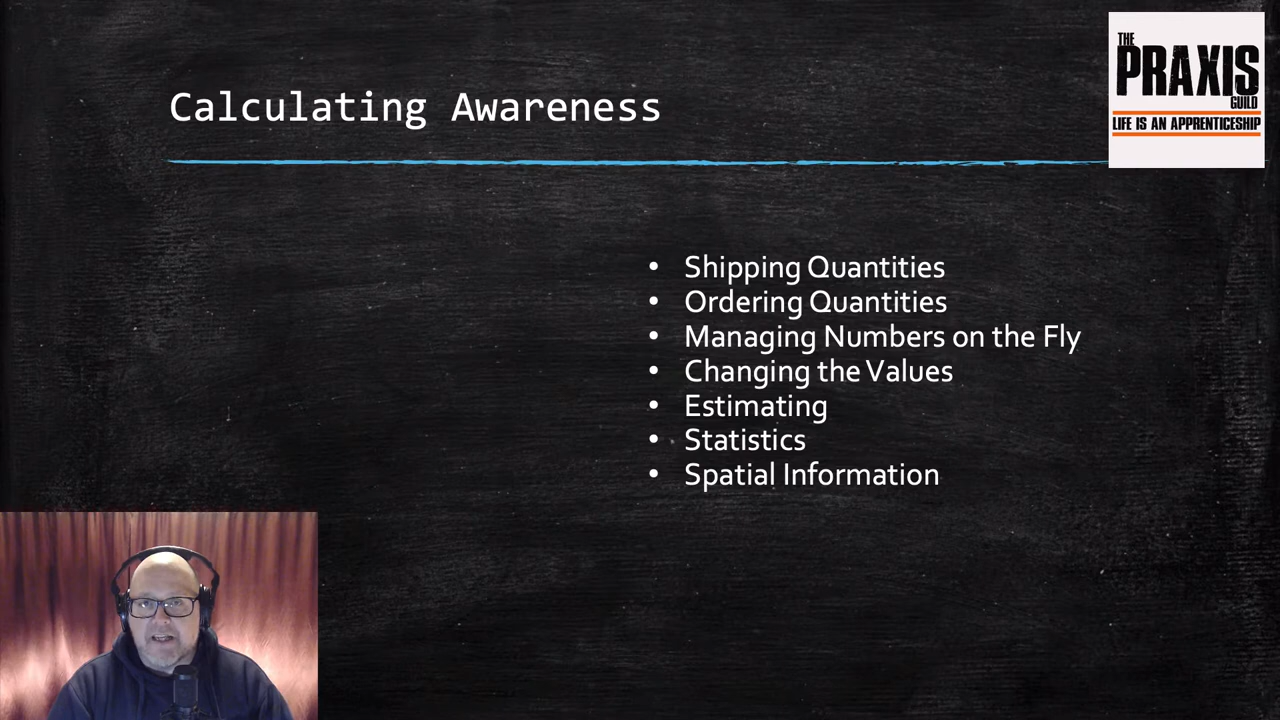 Calculating Awareness
THE
PRAXIS
GUILD
LIFE IS AN APPRENTICESHIP
• Shipping Quantities
• Ordering Quantities
• Managing Numbers on the Fly
• Changing the Values
• Estimating
• Statistics
• Spatial Information